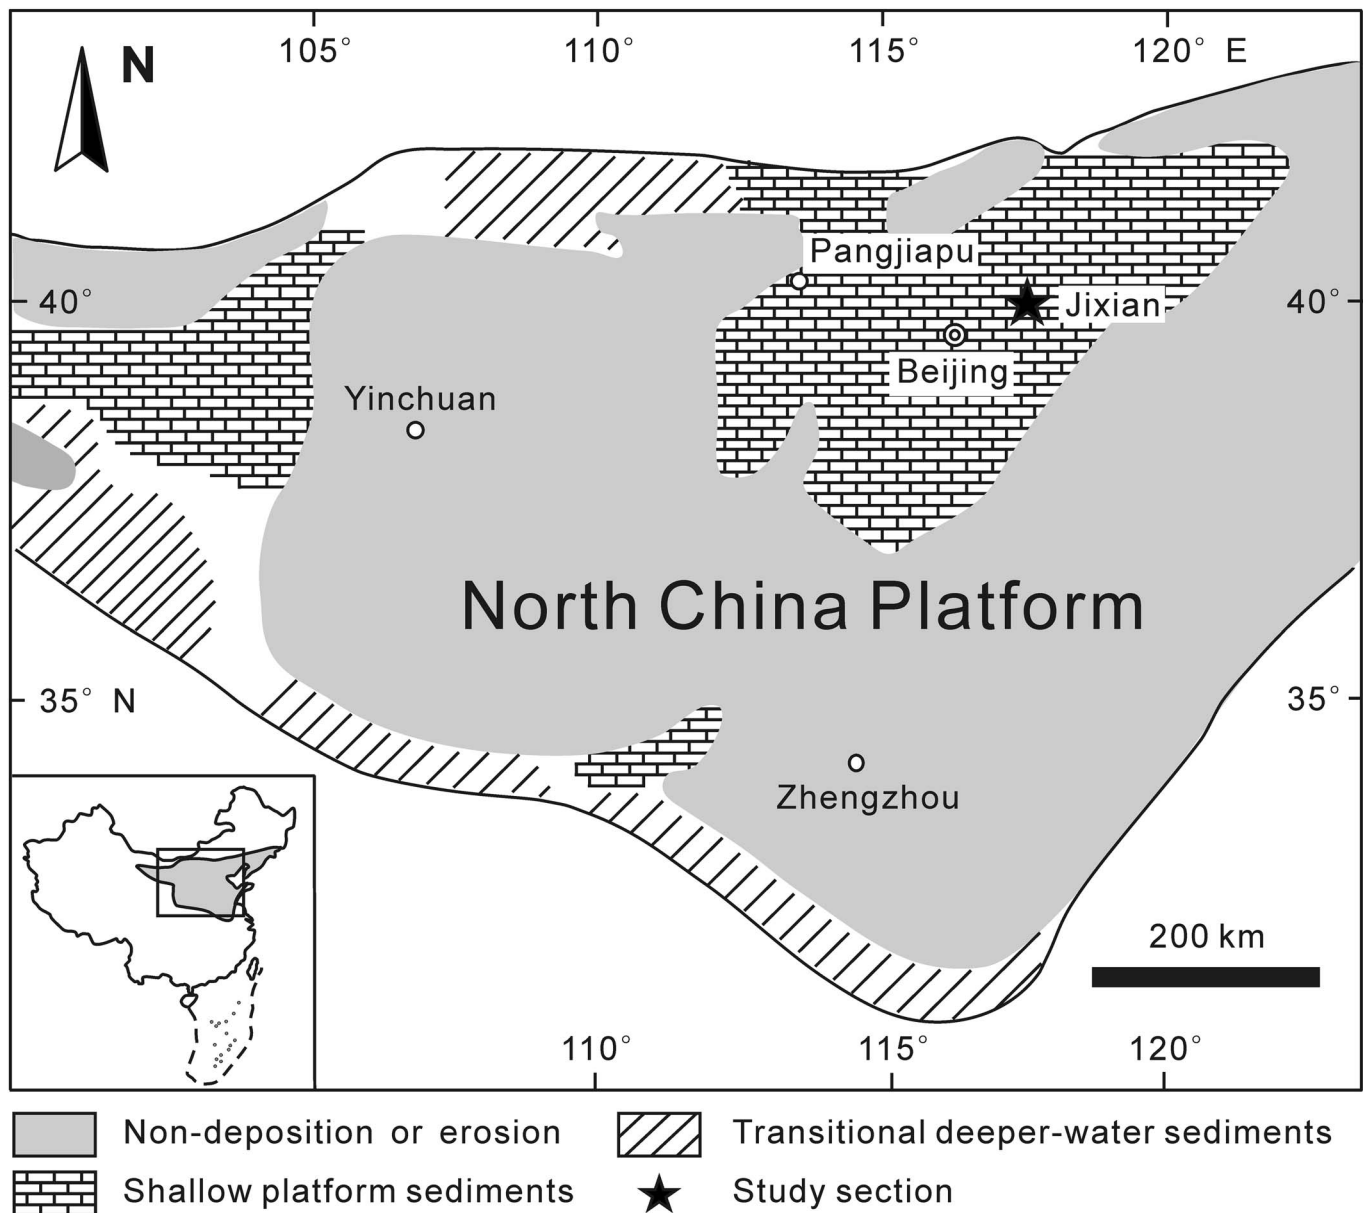 105° 110° 115° 120° E
N
Pangjiapu
40° Jixian 40°
Beijing
Yinchuan
North China Platform
35° N 35°
Zhengzhou
200 km
110° 115° 120°
Non-deposition or erosion Transitional deeper-water sediments
Shallow platform sediments Study section